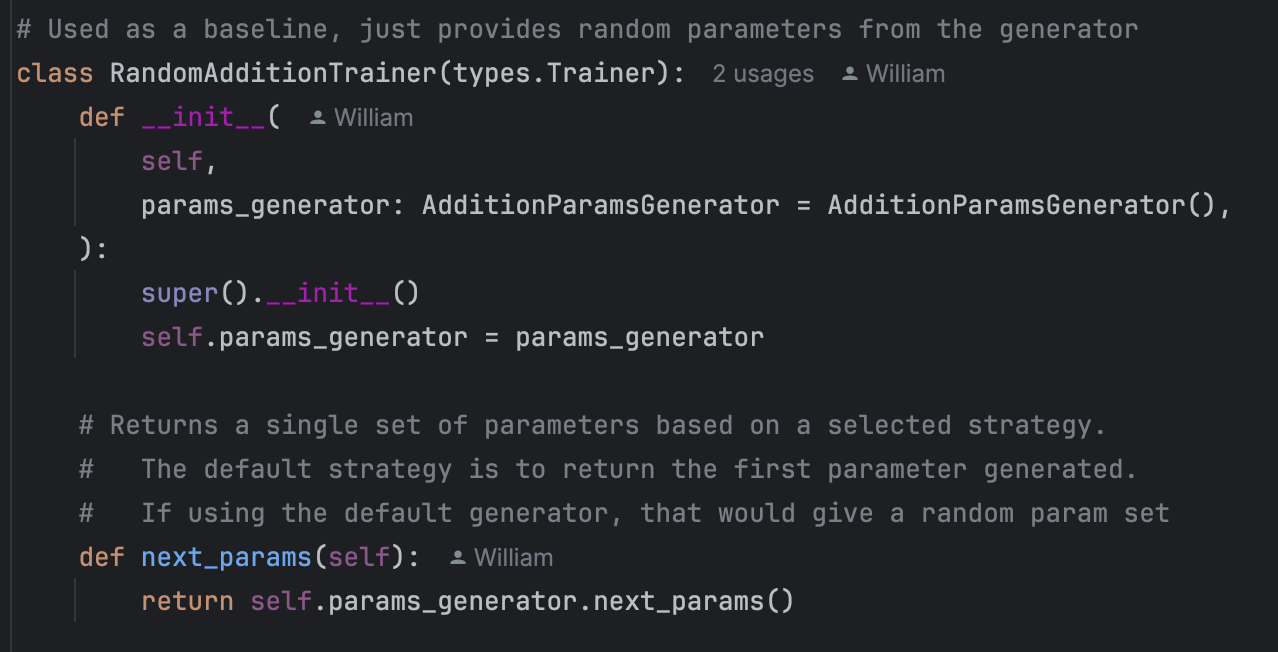 # Used as a baseline, just provides random parameters from the generator
class RandomAdditionTrainer(types.Trainer):  2 usages  William
    def __init__(  William
        self,
        params_generator: AdditionParamsGenerator = AdditionParamsGenerator(),
    ):
        super().__init__()
        self.params_generator = params_generator

    # Returns a single set of parameters based on a selected strategy.
    #   The default strategy is to return the first parameter generated.
    #   If using the default generator, that would give a random param set
    def next_params(self):  William
        return self.params_generator.next_params()